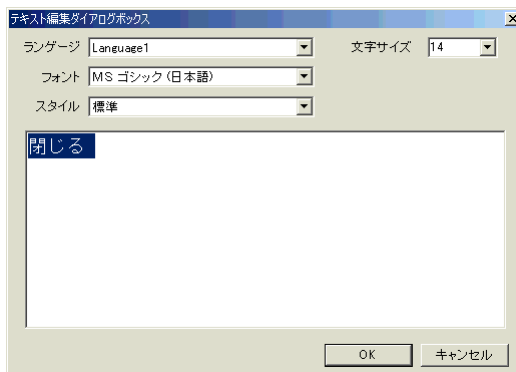 テキスト編集ダイアログボックス
ランゲージ Language1 文字サイズ 14
フォント MS ゴシック (日本語)
スタイル 標準
閉じる
OK キャンセル